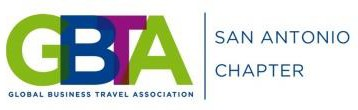 GBTA
GLOBAL BUSINESS TRAVEL ASSOCIATION
SAN ANTONIO
CHAPTER